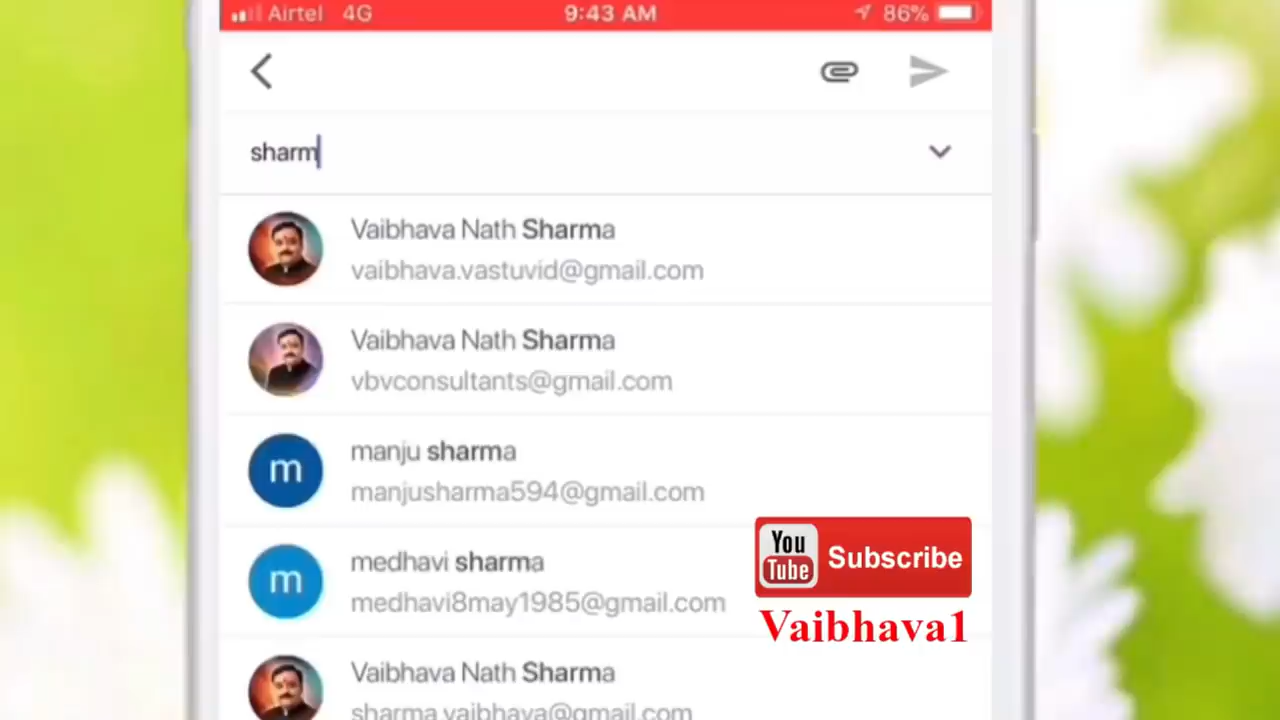 Airtel 4G 9:43 AM 86%
sharm
Vaibhava Nath Sharma
vaibhava.vastuvid@gmail.com
Vaibhava Nath Sharma
vbvconsultants@gmail.com
m
manju sharma
manjusharma594@gmail.com
m
medhavi sharma
medhavi8may1985@gmail.com
You
Tube
Subscribe
Vaibhava1
Vaibhava Nath Sharma
sharma.vaibhava@gmail.com